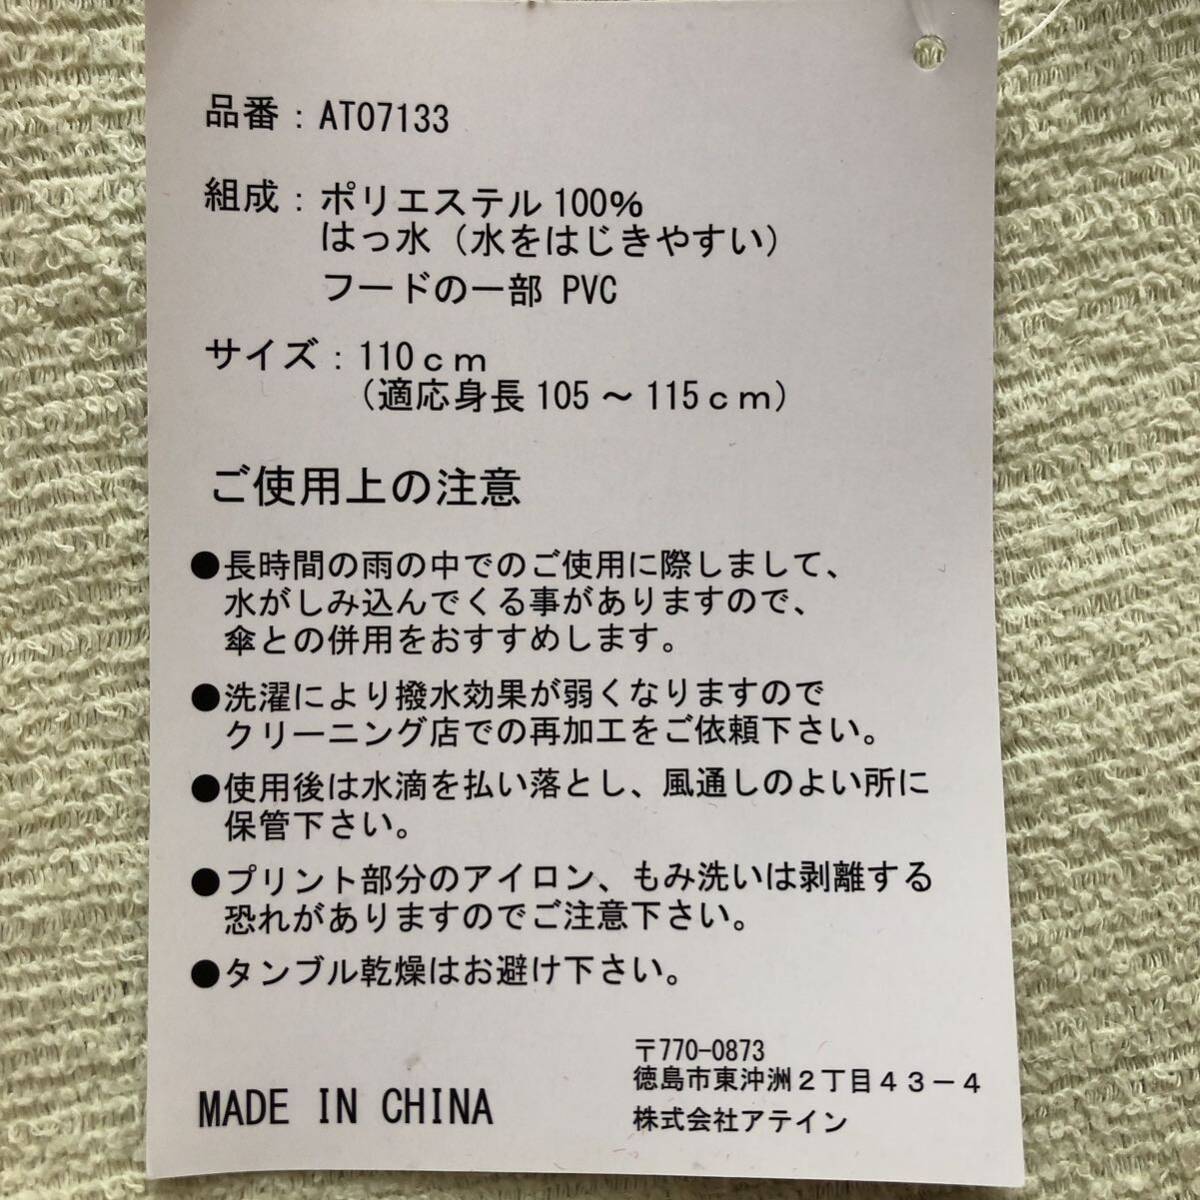 品番：AT07133
組成：ポリエステル100%
はっ水（水をはじきやすい）
フードの一部 PVC
サイズ：110ｃｍ
（適応身長105～115ｃｍ）
ご使用上の注意
●長時間の雨の中でのご使用に際しまして、
水がしみ込んでくる事がありますので、
傘との併用をおすすめします。
●洗濯により撥水効果が弱くなりますので
クリーニング店での再加工をご依頼下さい。
●使用後は水滴を払い落とし、風通しのよい所に
保管下さい。
●プリント部分のアイロン、もみ洗いは剥離する
恐れがありますのでご注意下さい。
●タンブル乾燥はお避け下さい。
〒770-0873
徳島市東沖洲２丁目４３－４
株式会社アテイン
MADE IN CHINA